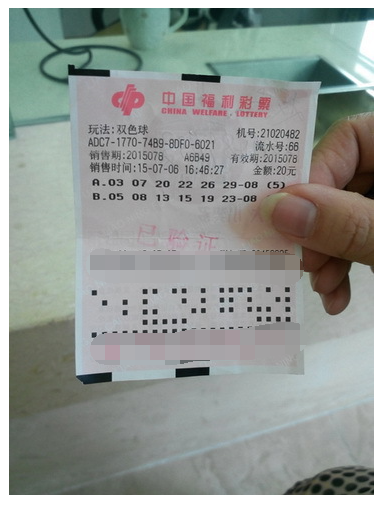 中国福利彩票
CHINA WELFARE LOTTERY
玩法:双色球 机号:21020482
ADC7-1770-74B9-8DF0-6021 流水号:66
销售期:2015078 A6849 有效期:2015078
销售时间:15-07-06 16:46:27 金额:20元
A.03 07 20 22 26 29-08 (5)
B.05 08 13 15 19 23-08
已验证